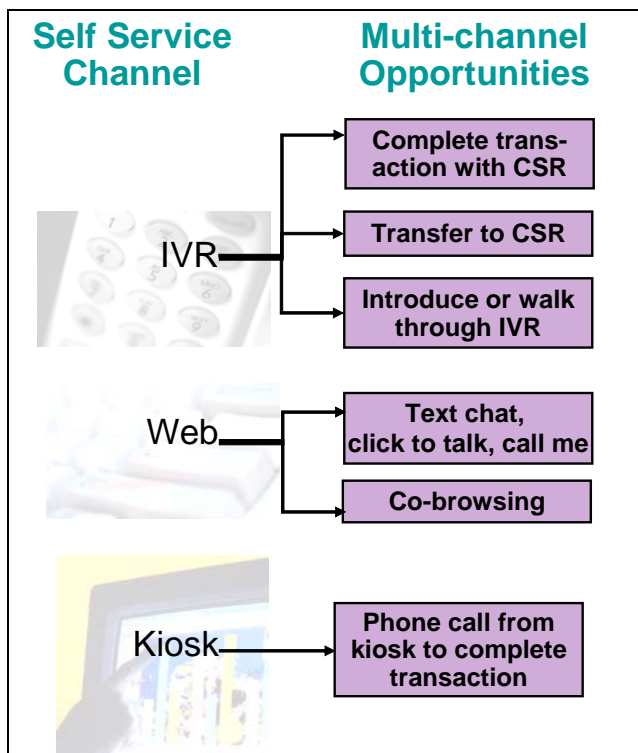 Self Service
Channel
Multi-channel
Opportunities
IVR
Complete trans-
action with CSR
Transfer to CSR
Introduce or walk
through IVR
Web
Text chat,
click to talk, call me
Co-browsing
Kiosk
Phone call from
kiosk to complete
transaction